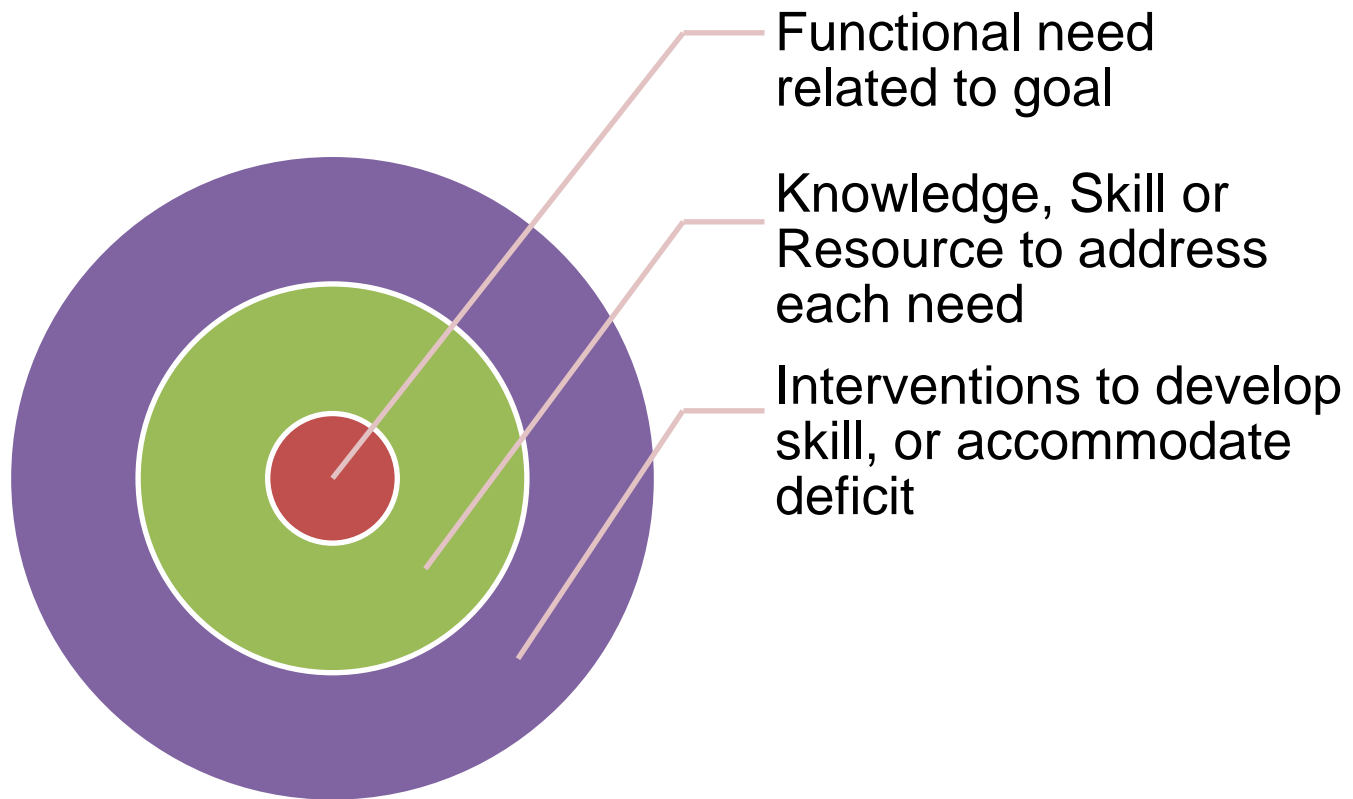 Functional need
related to goal
Knowledge, Skill or
Resource to address
each need
Interventions to develop
skill, or accommodate
deficit